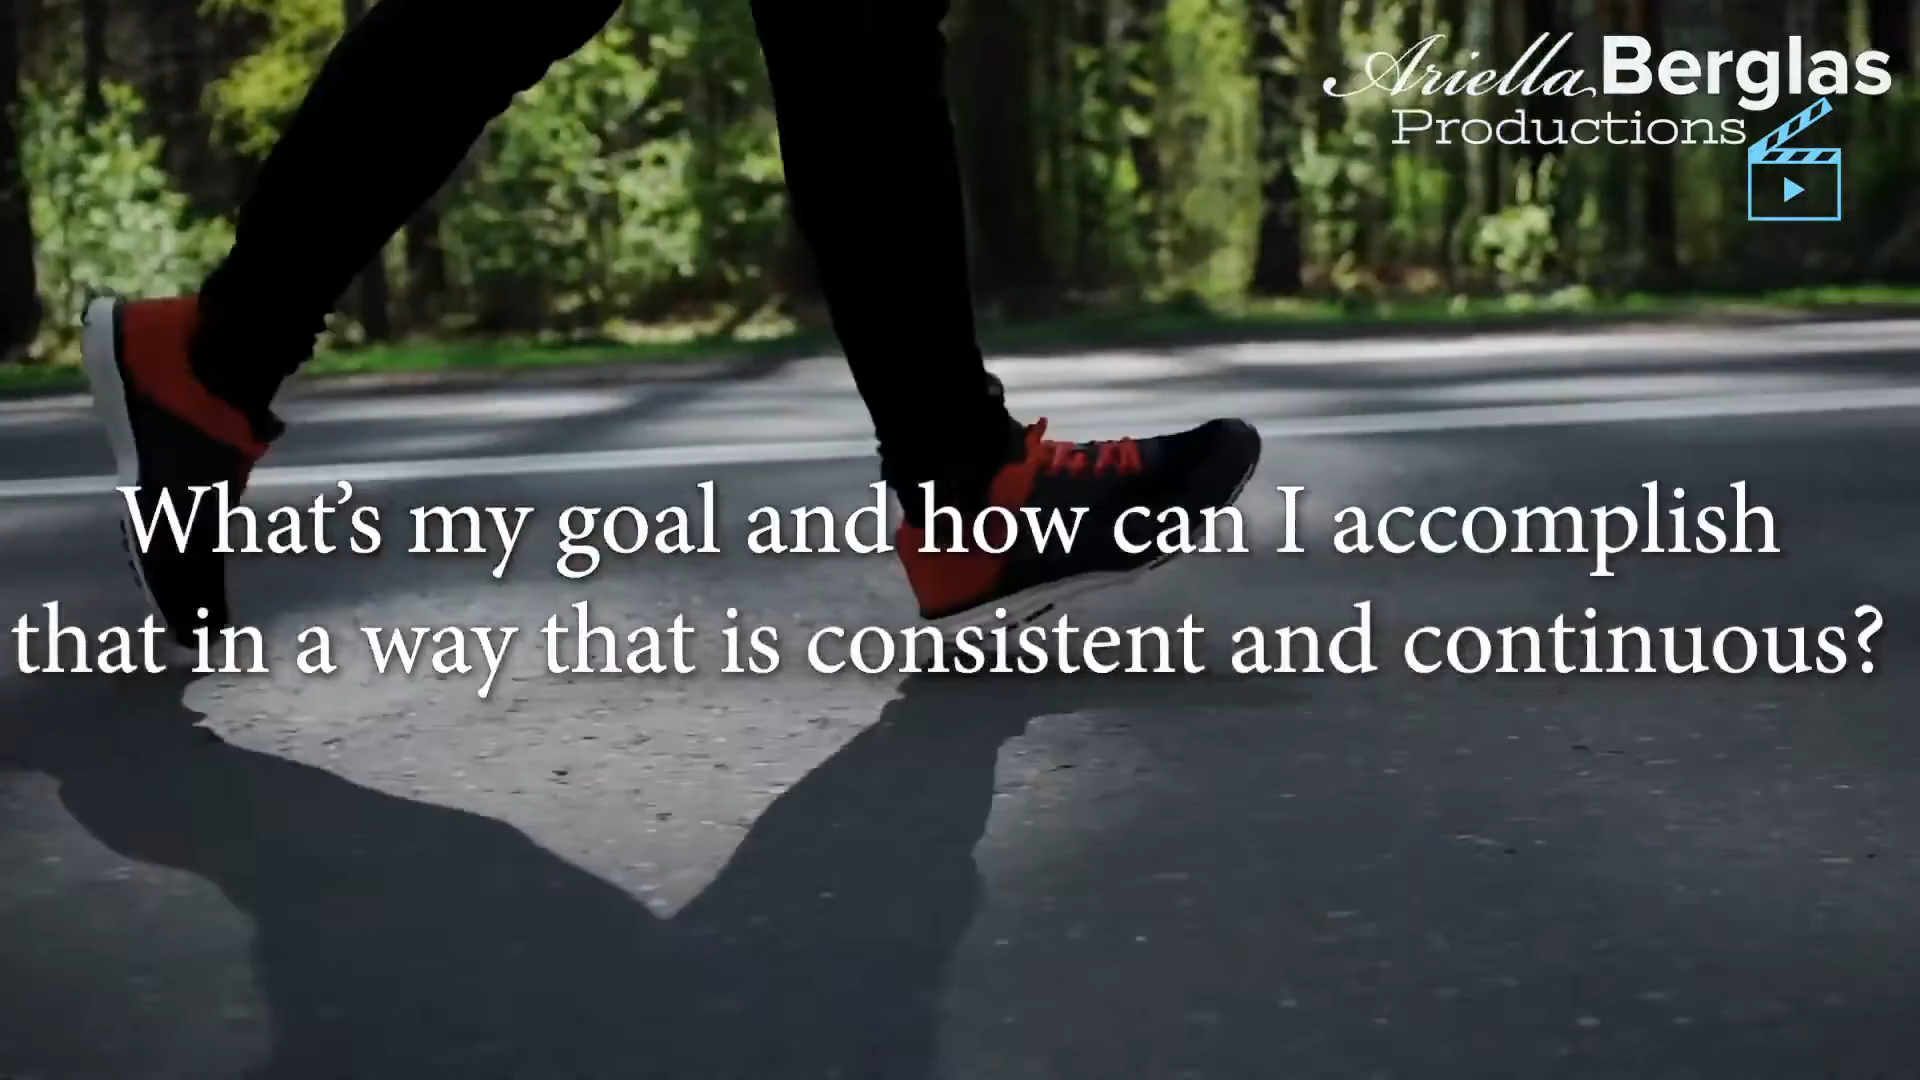 Ariella Berglas
Productions
What's my goal and how can I accomplish
that in a way that is consistent and continuous?